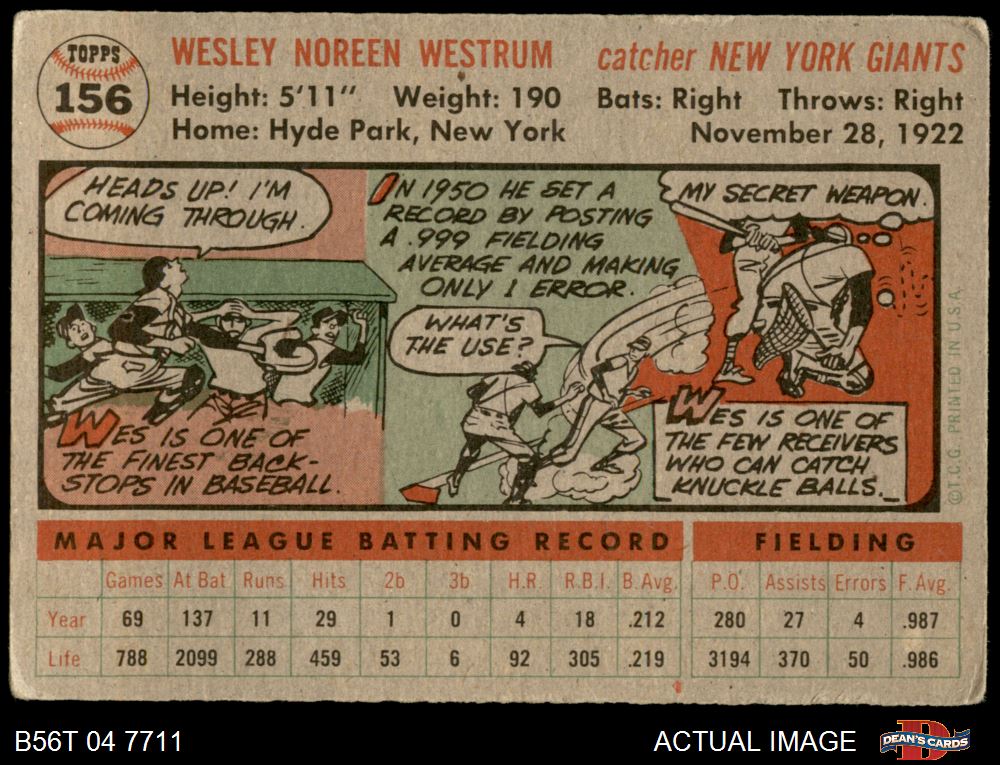 TOPPS
156
WESLEY NOREEN WESTRUM catcher NEW YORK GIANTS
Height: 5'11" Weight: 190 Bats: Right Throws: Right
Home: Hyde Park, New York November 28, 1922
HEADS UP! I'M
COMING THROUGH.
WES IS ONE OF
THE FINEST BACK-
STOPS IN BASEBALL.
IN 1950 HE SET A
RECORD BY POSTING
A .999 FIELDING
AVERAGE AND MAKING
ONLY 1 ERROR.
WHAT'S
THE USE?
MY SECRET WEAPON.
WES IS ONE OF
THE FEW RECEIVERS
WHO CAN CATCH
KNUCKLE BALLS.
©T.C.G. PRINTED IN U.S.A.
MAJOR LEAGUE BATTING RECORD FIELDING
Games At Bat Runs Hits 2b 3b H.R R.B.I. B.Avg. P.O. Assists Errors F. Avg.
Year 69 137 11 29 1 0 4 18 .212 280 27 4 .987
Life 788 2099 288 459 53 6 92 305 .219 3194 370 50 .986
B56T 04 7711 ACTUAL IMAGE DEAN'S CARDS